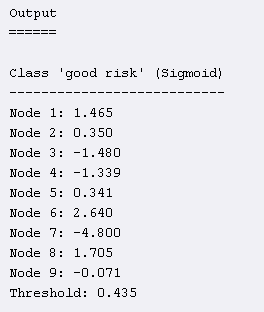 Output
======
Class 'good risk' (Sigmoid)
---------------------------
Node 1: 1.465
Node 2: 0.350
Node 3: -1.480
Node 4: -1.339
Node 5: 0.341
Node 6: 2.640
Node 7: -4.800
Node 8: 1.705
Node 9: -0.071
Threshold: 0.435